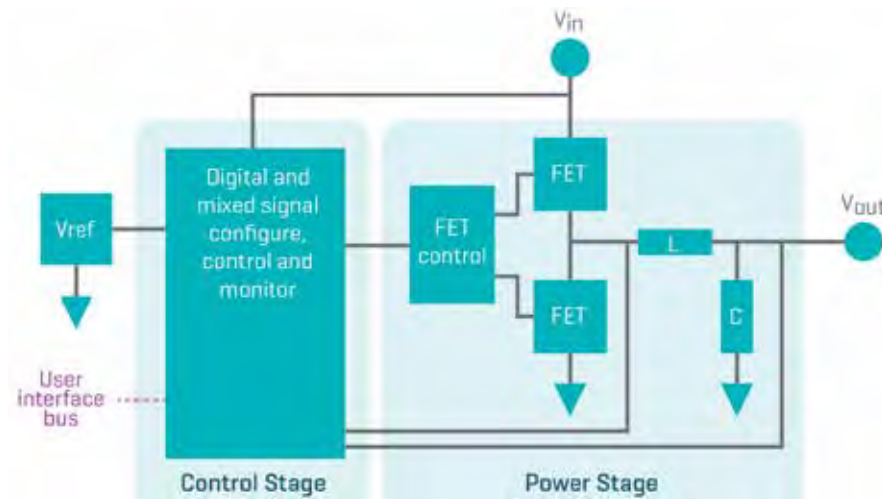 Vin
Digital and
mixed signal
configure,
control and
monitor
Vref
FET
control
FET
FET
L
C
Vout
User
interface
bus
Control Stage
Power Stage